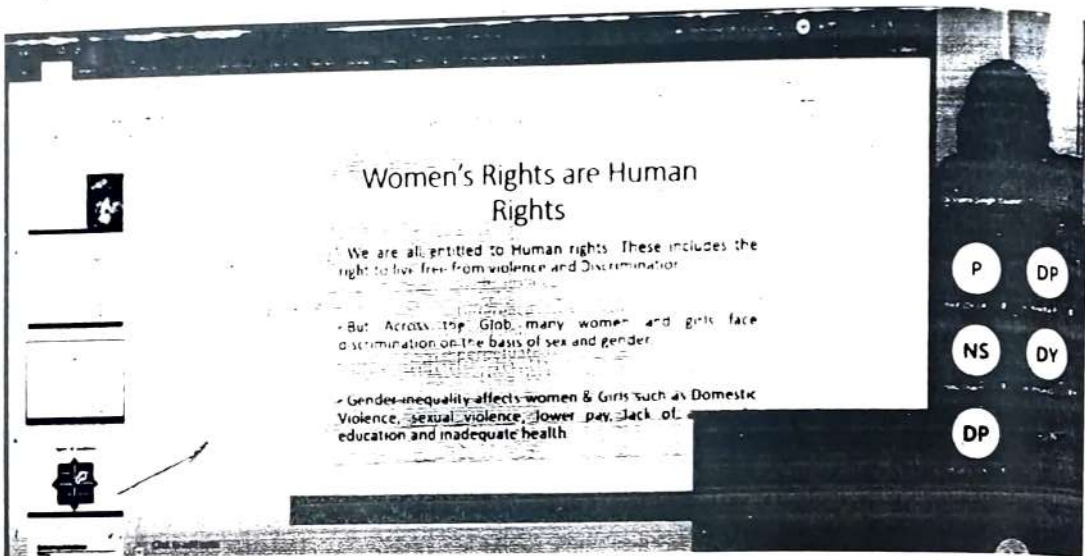 Women's Rights are Human
Rights
- We are all entitled to Human rights. These includes the
right to live free from violence and Discrimination
- But Across the Glob many women and girls face
discrimination on the basis of sex and gender
- Gender inequality affects women & Girls such as Domestic
Violence, sexual violence, lower pay, lack of
education and inadequate health
P DP
NS DY
DP